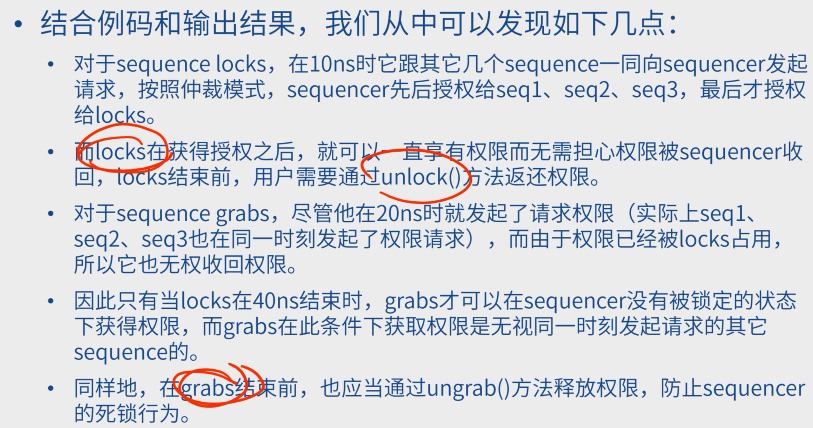 • 结合例码和输出结果，我们从中可以发现如下几点：
• 对于sequence locks，在10ns时它跟其它几个sequence一同向sequencer发起
请求，按照仲裁模式，sequencer先后授权给seq1、seq2、seq3，最后才授权
给locks。
• 而locks在获得授权之后，就可以一直享有权限而无需担心权限被sequencer收
回，locks结束前，用户需要通过unlock()方法返还权限。
• 对于sequence grabs，尽管他在20ns时就发起了请求权限（实际上seq1、
seq2、seq3也在同一时刻发起了权限请求），而由于权限已经被locks占用，
所以它也无权收回权限。
• 因此只有当locks在40ns结束时，grabs才可以在sequencer没有被锁定的状态
下获得权限，而grabs在此条件下获取权限是无视同一时刻发起请求的其它
sequence的。
• 同样地，在grabs结束前，也应当通过ungrab()方法释放权限，防止sequencer
的死锁行为。